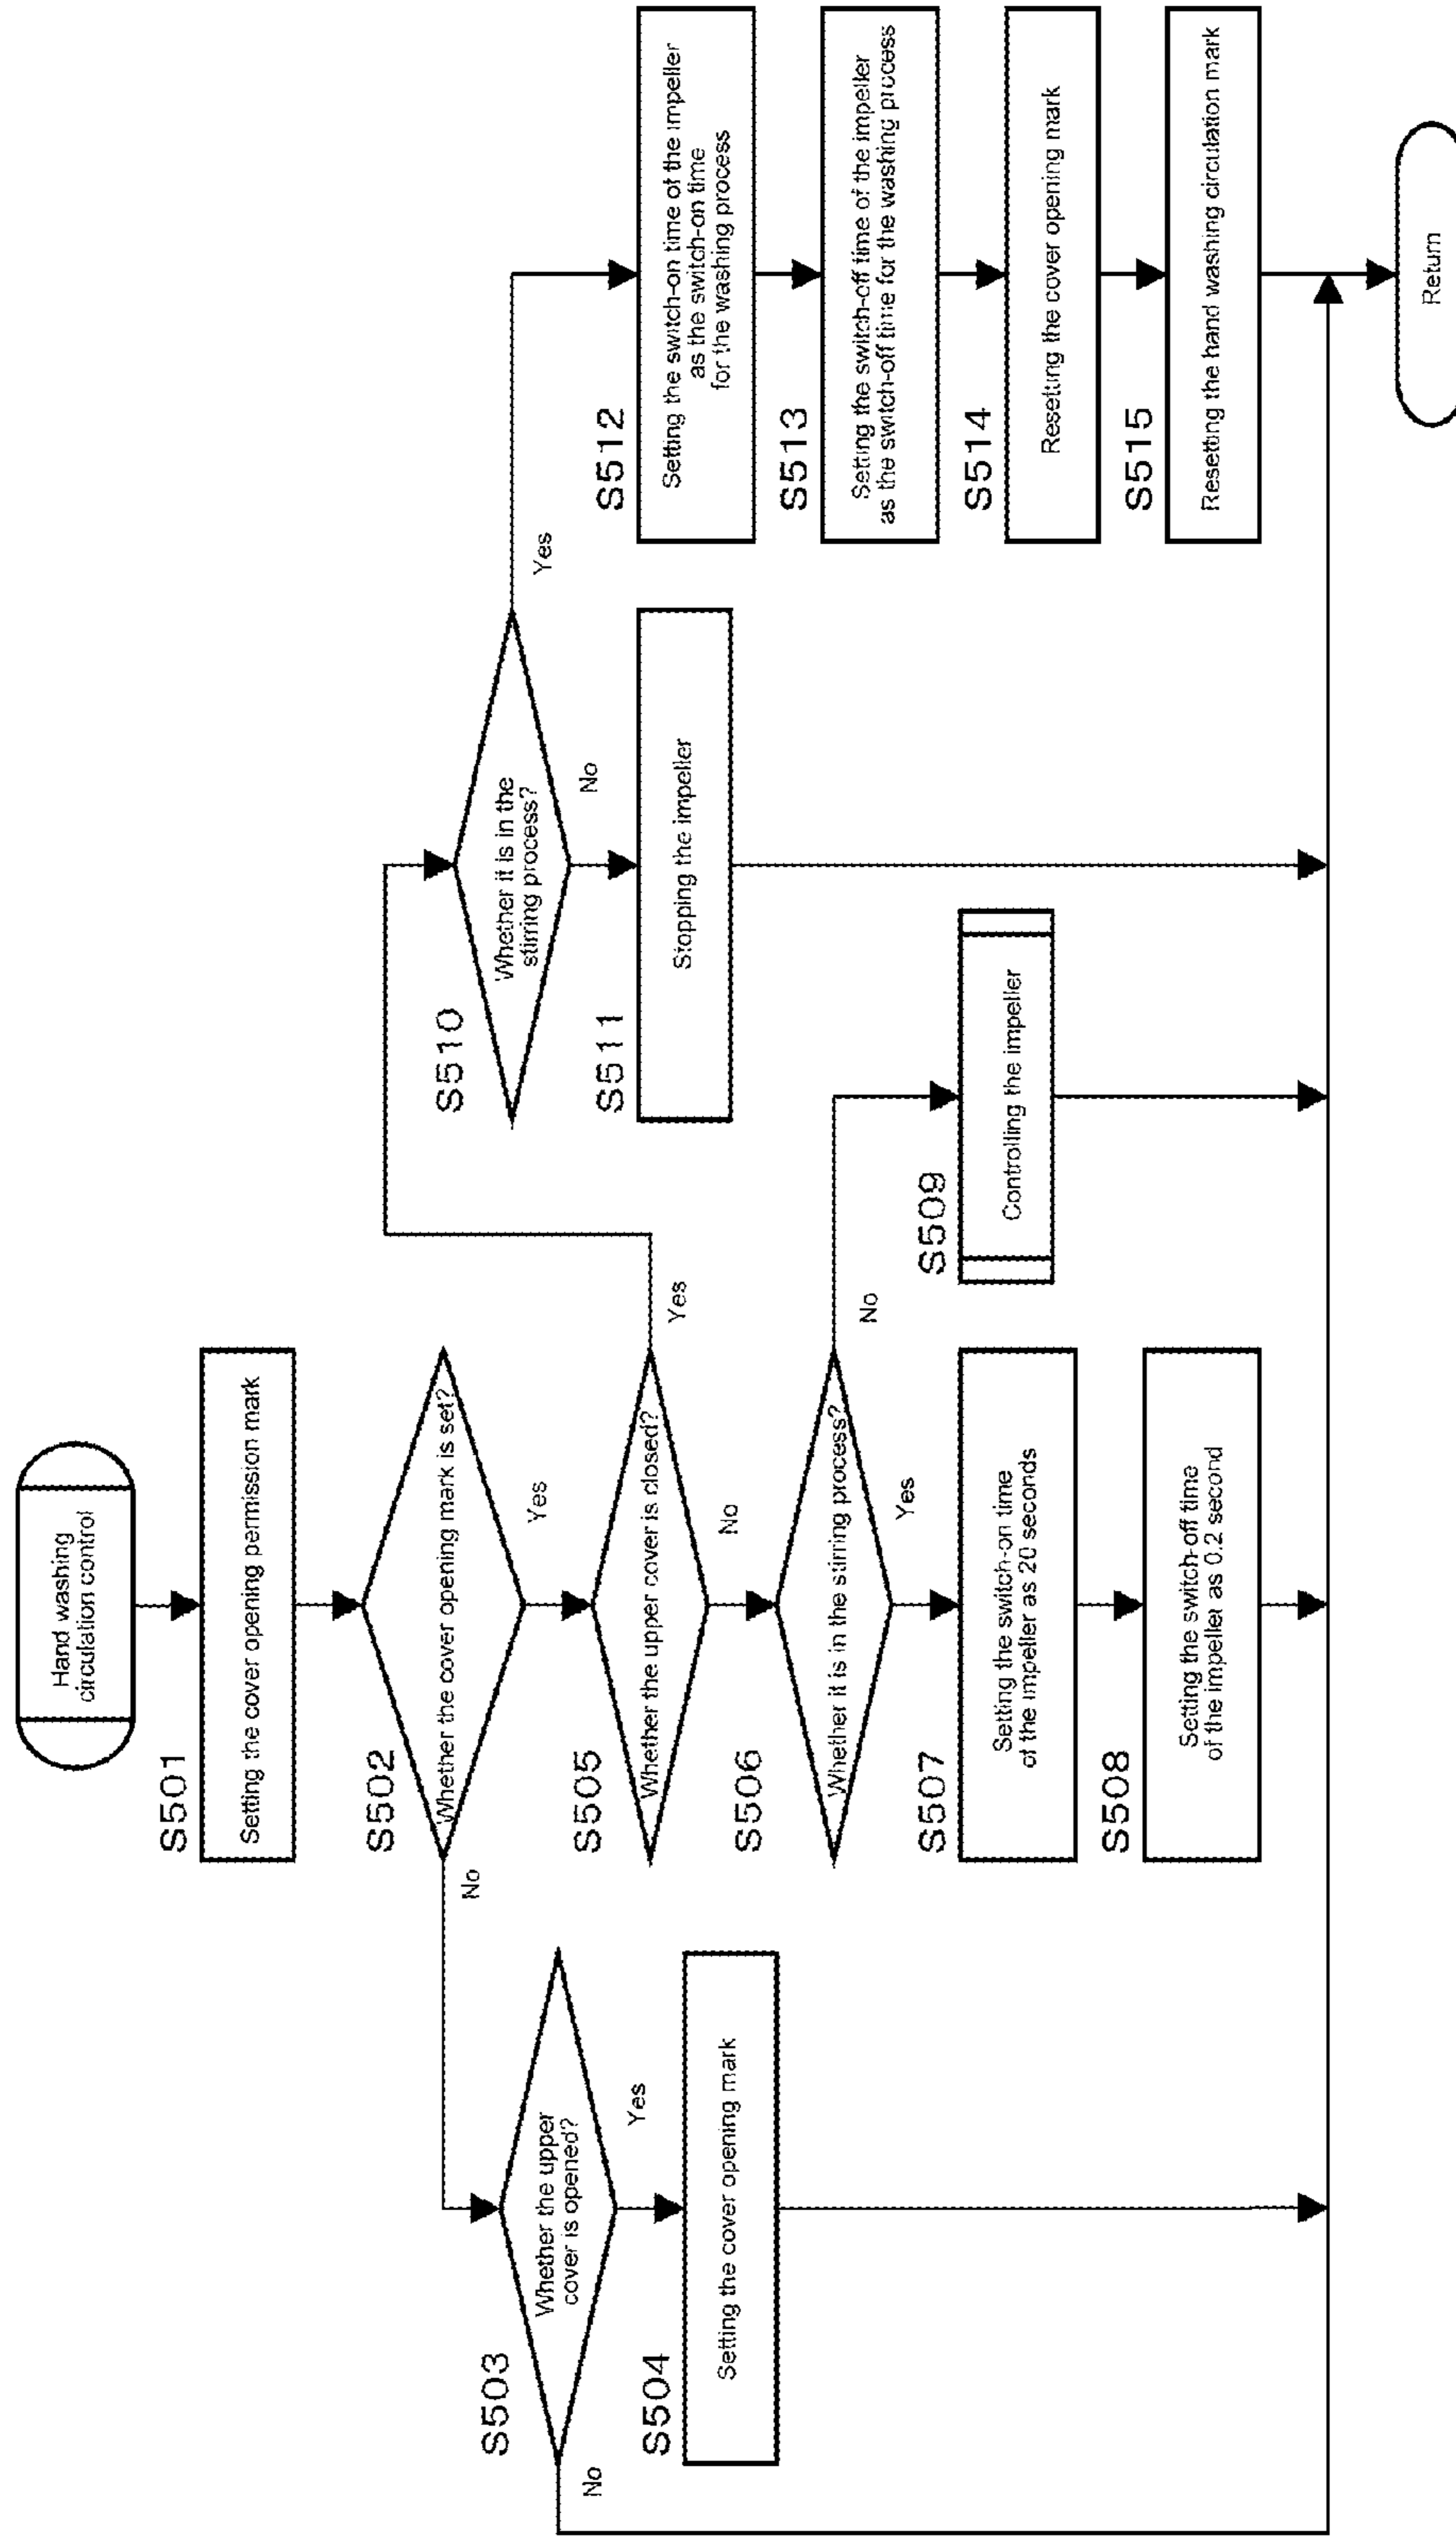 Hand washing
circulation control
S501
Setting the cover opening permission mark
S502
Whether the cover opening mark is set?
No
Yes
S503
Whether the upper
cover is opened?
No
Yes
S504
Setting the cover opening mark
S505
Whether the upper cover is closed?
Yes
No
S506
Whether it is in the stirring process?
No
Yes
S507
Setting the switch-on time
of the impeller as 20 seconds
S508
Setting the switch-off time
of the impeller as 0.2 second
S509
Controlling the impeller
S510
Whether it is in the
stirring process?
Yes
No
S511
Stopping the impeller
S512
Setting the switch-on time of the impeller
as the switch-on time
for the washing process
S513
Setting the switch-off time of the impeller
as the switch-off time for the washing process
S514
Resetting the cover opening mark
S515
Resetting the hand washing circulation mark
Return